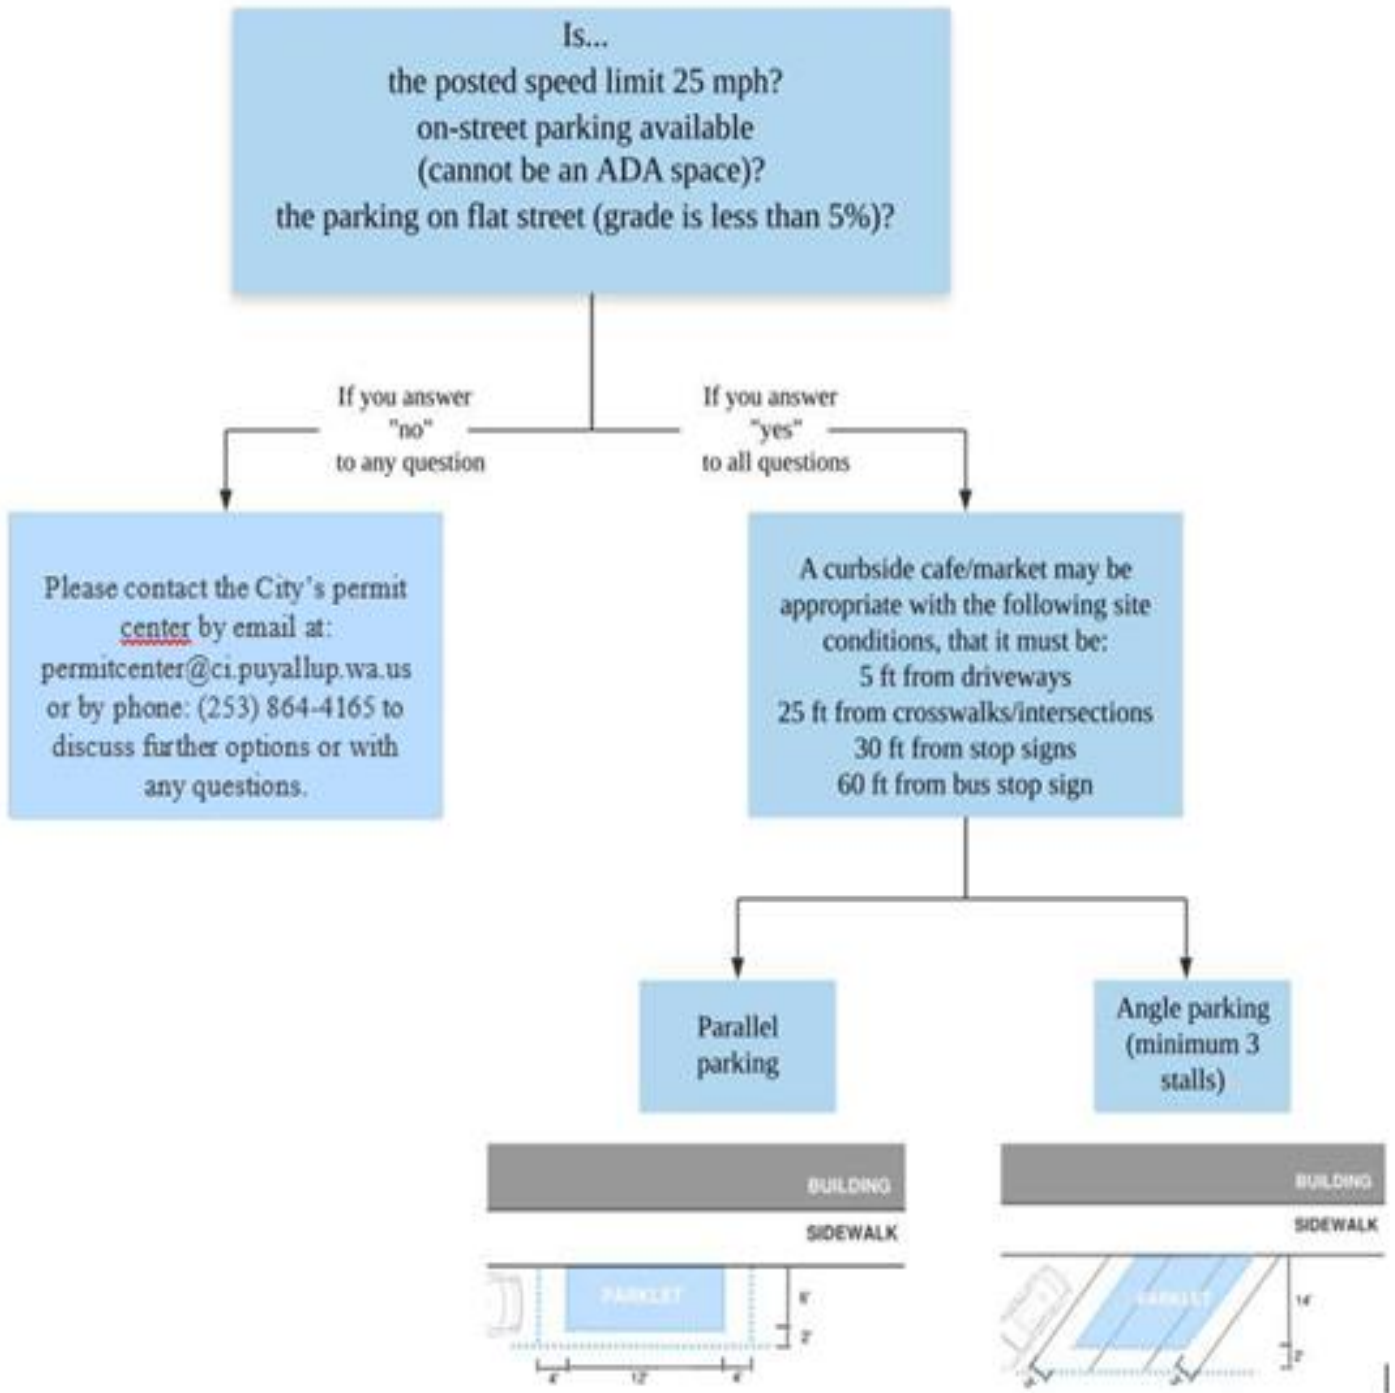 Is...
the posted speed limit 25 mph?
on-street parking available
(cannot be an ADA space)?
the parking on flat street (grade is less than 5%)?
If you answer
"no"
to any question
If you answer
"yes"
to all questions
Please contact the City's permit
center by email at:
permitcenter@ci.puyallup.wa.us
or by phone: (253) 864-4165 to
discuss further options or with
any questions.
A curbside cafe/market may be
appropriate with the following site
conditions, that it must be:
5 ft from driveways
25 ft from crosswalks/intersections
30 ft from stop signs
60 ft from bus stop sign
Parallel
parking
Angle parking
(minimum 3
stalls)
BUILDING
SIDEWALK
PARKLET
2'
4'
12'
4'
BUILDING
SIDEWALK
PARKLET
14'
2'